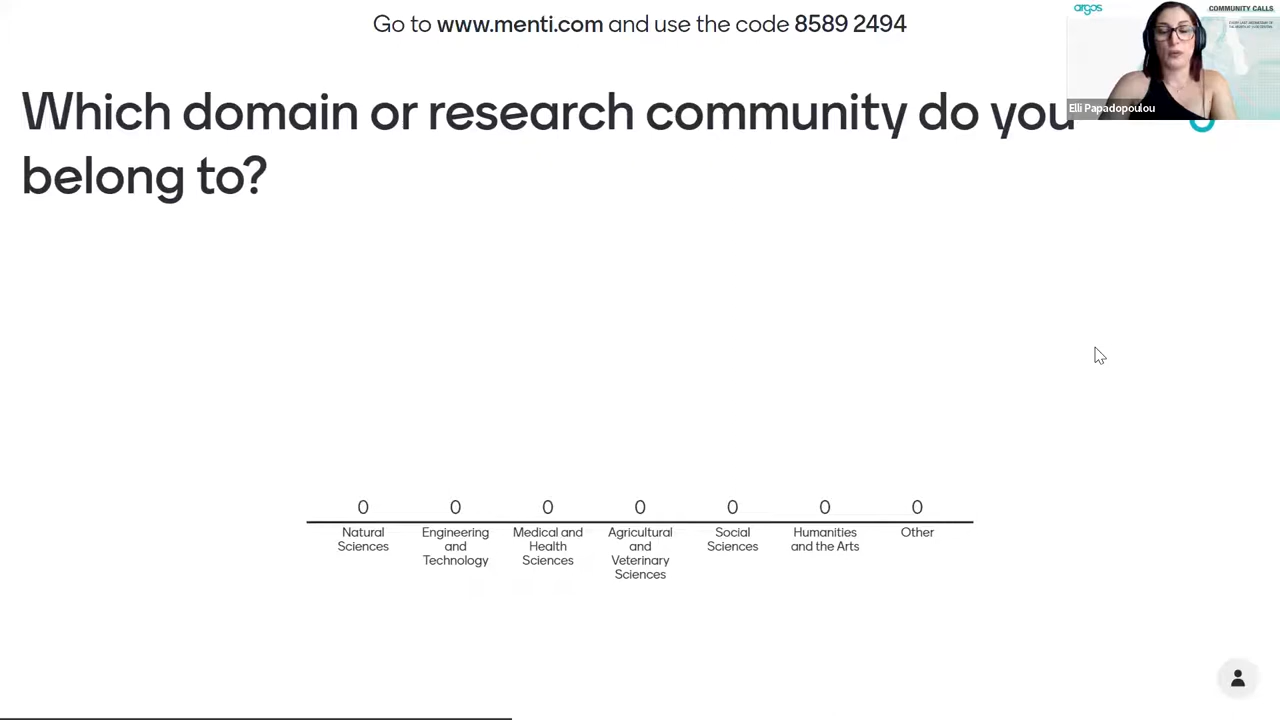 Go to www.menti.com and use the code 8589 2494
argos
COMMUNITY CALLS
Elli Papadopoulou
Which domain or research community do you
belong to?
0 0 0 0 0 0 0
Natural
Sciences
Engineering
and
Technology
Medical and
Health
Sciences
Agricultural
and
Veterinary
Sciences
Social
Sciences
Humanities
and the Arts
Other